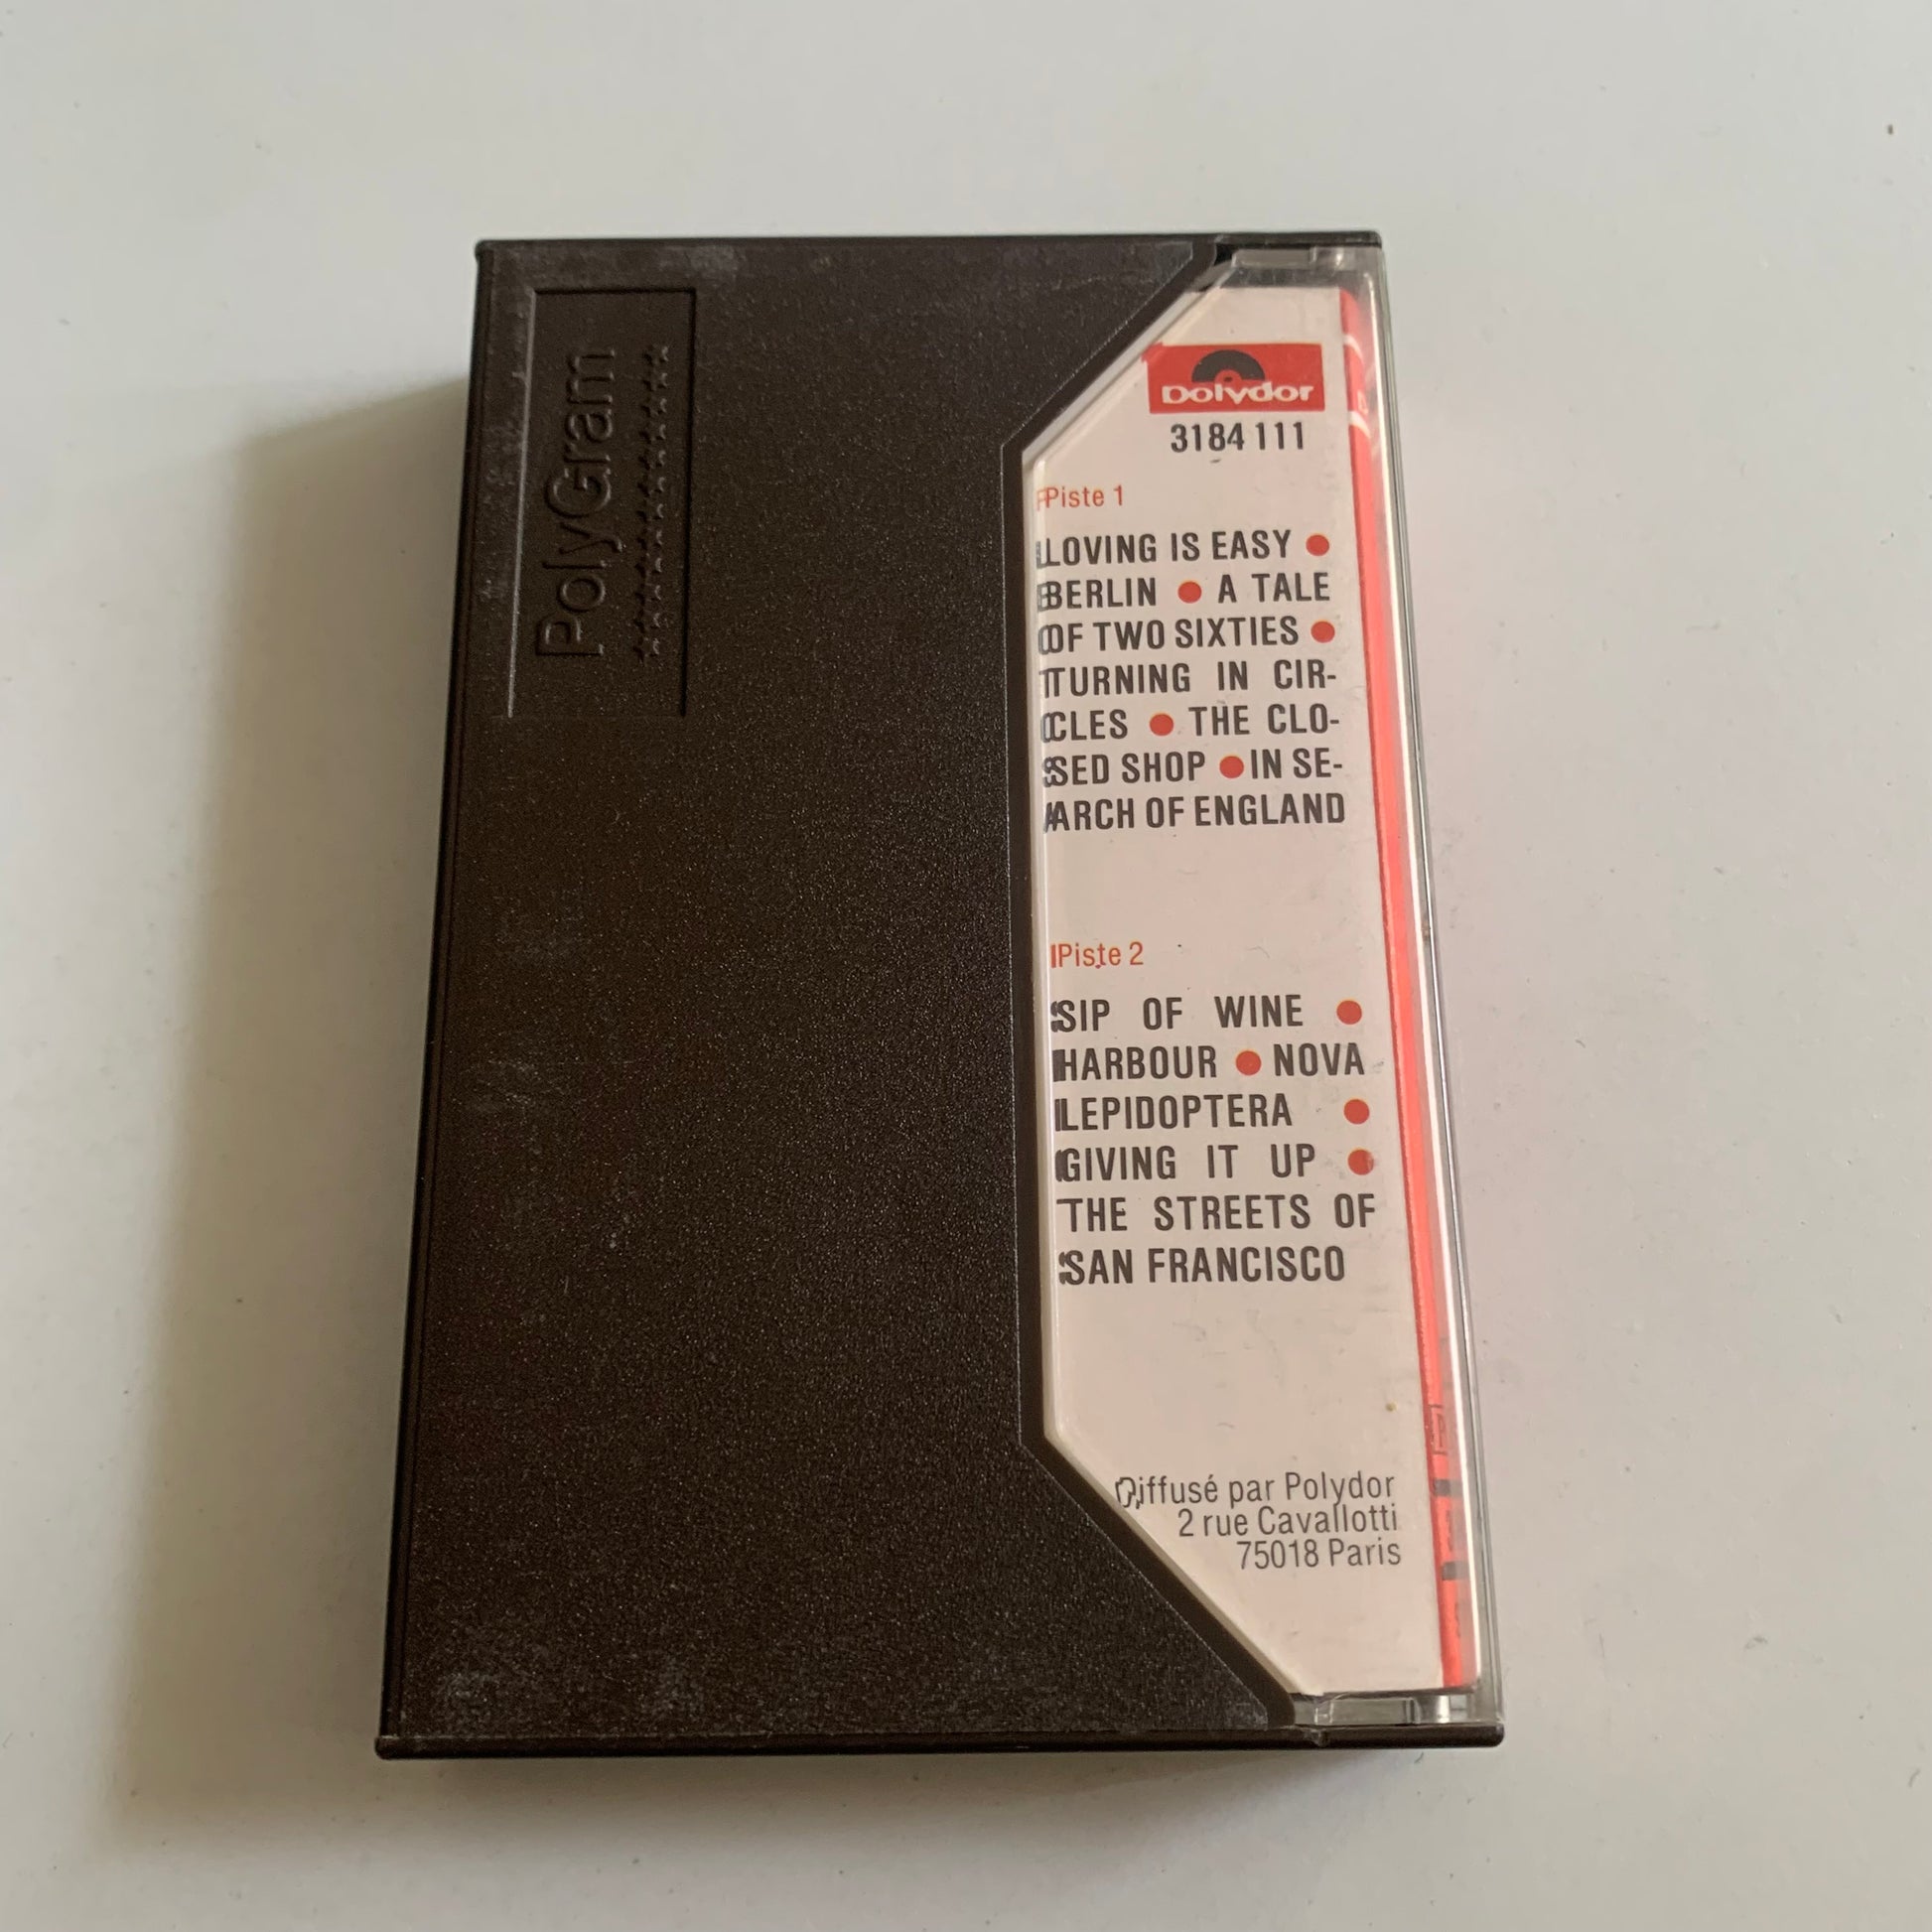 PolyGram
Polydor
3184 111
Piste 1
LOVING IS EASY ●
BERLIN ● A TALE
OF TWO SIXTIES ●
TURNING IN CIR-
CLES ● THE CLO-
SED SHOP ● IN SE-
ARCH OF ENGLAND
Piste 2
SIP OF WINE ●
HARBOUR ● NOVA
LEPIDOPTERA ●
GIVING IT UP ●
THE STREETS OF
SAN FRANCISCO
Diffusé par Polydor
2 rue Cavallotti
75018 Paris